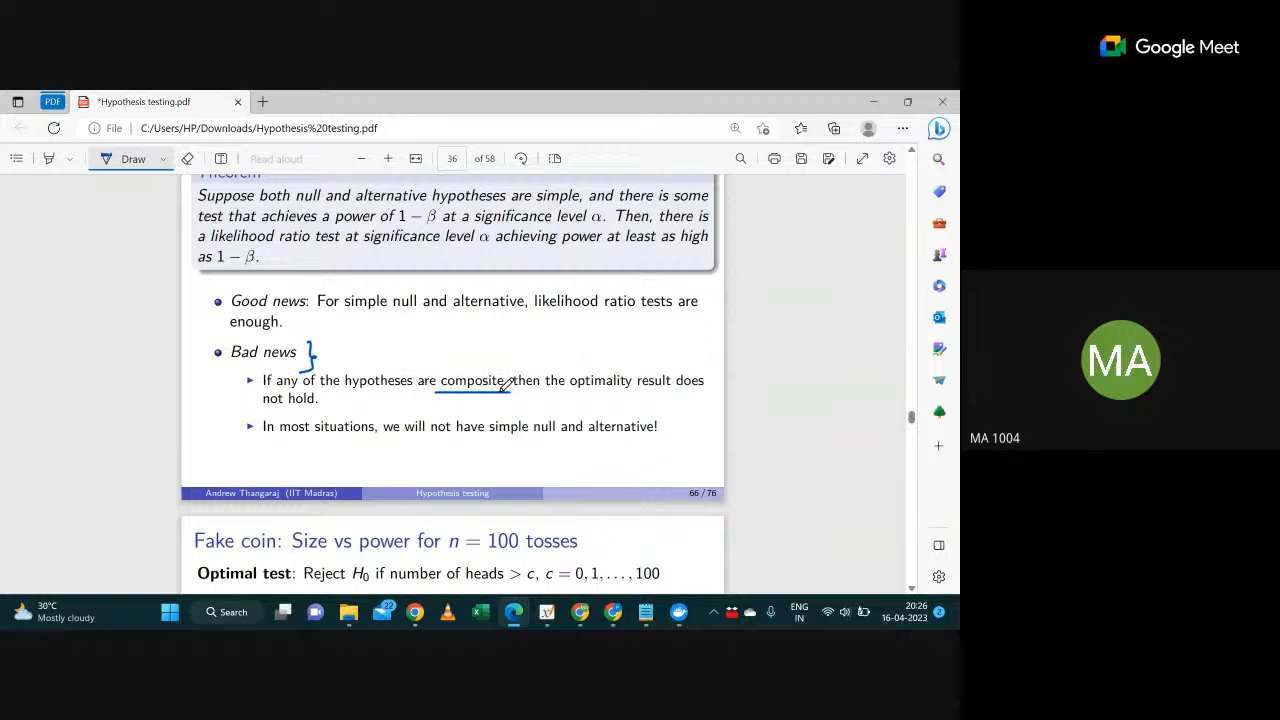 Google Meet
PDF
*Hypothesis testing.pdf
File
C:/Users/HP/Downloads/Hypothesis%20testing.pdf
Draw
Read aloud
36
of 58
Theorem
Suppose both null and alternative hypotheses are simple, and there is some
test that achieves a power of 1 − β at a significance level α. Then, there is
a likelihood ratio test at significance level α achieving power at least as high
as 1 − β.
Good news: For simple null and alternative, likelihood ratio tests are
enough.
Bad news
If any of the hypotheses are composite then the optimality result does
not hold.
In most situations, we will not have simple null and alternative!
Andrew Thangaraj (IIT Madras)
Hypothesis testing
66 / 76
Fake coin: Size vs power for n = 100 tosses
Optimal test: Reject H₀ if number of heads > c, c = 0, 1, . . . , 100
MA
MA 1004
30°C
Mostly cloudy
Search
22
ENG
IN
20:26
16-04-2023
2